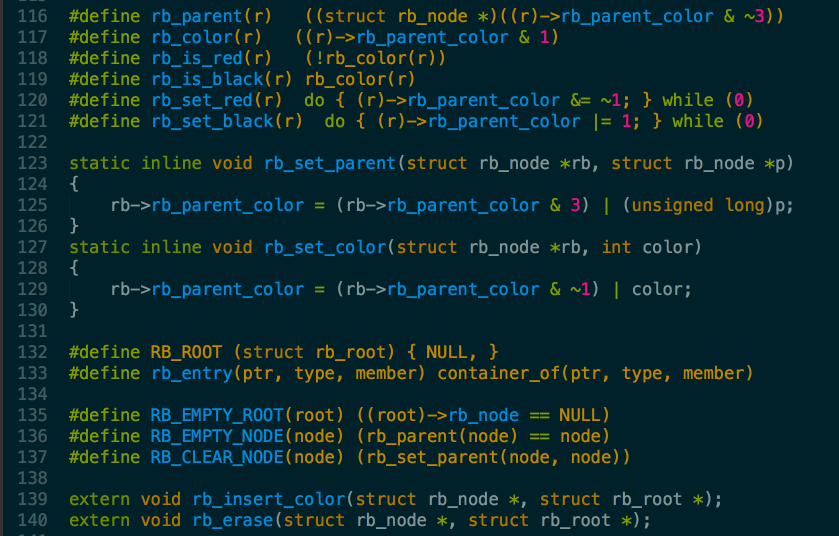 116 #define rb_parent(r)   ((struct rb_node *)((r)->rb_parent_color & ~3))
117 #define rb_color(r)   ((r)->rb_parent_color & 1)
118 #define rb_is_red(r)   (!rb_color(r))
119 #define rb_is_black(r) rb_color(r)
120 #define rb_set_red(r)  do { (r)->rb_parent_color &= ~1; } while (0)
121 #define rb_set_black(r)  do { (r)->rb_parent_color |= 1; } while (0)
122
123 static inline void rb_set_parent(struct rb_node *rb, struct rb_node *p)
124 {
125     rb->rb_parent_color = (rb->rb_parent_color & 3) | (unsigned long)p;
126 }
127 static inline void rb_set_color(struct rb_node *rb, int color)
128 {
129     rb->rb_parent_color = (rb->rb_parent_color & ~1) | color;
130 }
131
132 #define RB_ROOT (struct rb_root) { NULL, }
133 #define rb_entry(ptr, type, member) container_of(ptr, type, member)
134
135 #define RB_EMPTY_ROOT(root) ((root)->rb_node == NULL)
136 #define RB_EMPTY_NODE(node) (rb_parent(node) == node)
137 #define RB_CLEAR_NODE(node) (rb_set_parent(node, node))
138
139 extern void rb_insert_color(struct rb_node *, struct rb_root *);
140 extern void rb_erase(struct rb_node *, struct rb_root *);